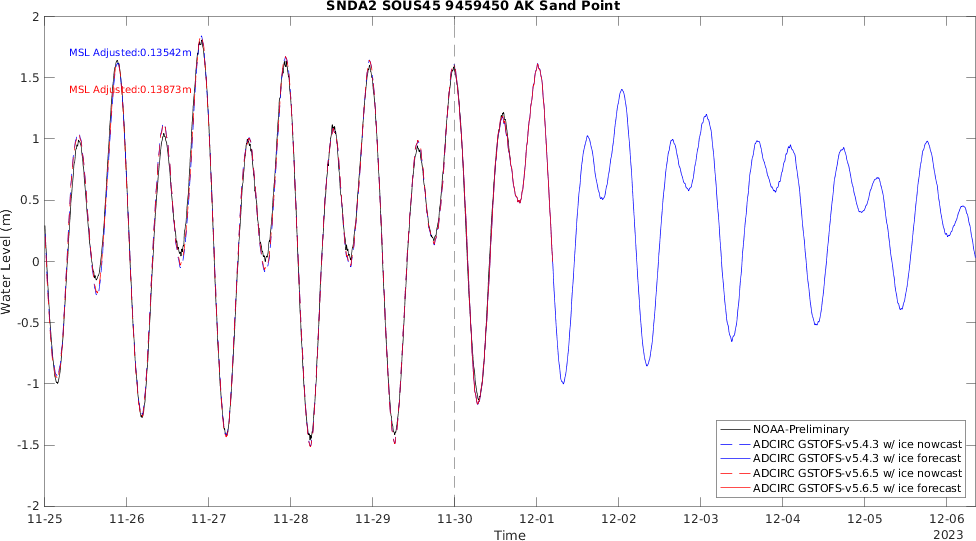 SNDA2 SOUS45 9459450 AK Sand Point
2
1.5
1
0.5
0
-0.5
-1
-1.5
-2
Water Level (m)
MSL Adjusted:0.13542m
MSL Adjusted:0.13873m
NOAA-Preliminary
ADCIRC GSTOFS-v5.4.3 w/ ice nowcast
ADCIRC GSTOFS-v5.4.3 w/ ice forecast
ADCIRC GSTOFS-v5.6.5 w/ ice nowcast
ADCIRC GSTOFS-v5.6.5 w/ ice forecast
11-25 11-26 11-27 11-28 11-29 11-30 12-01 12-02 12-03 12-04 12-05 12-06
2023
Time